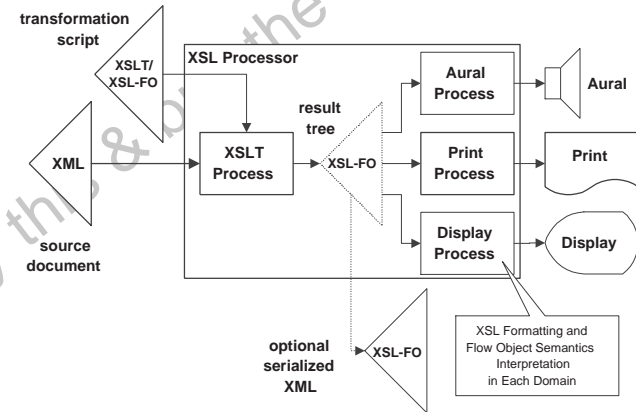 transformation
script
XSLT/
XSL-FO
XSL Processor
Aural
Process
Aural
result
tree
XML
XSLT
Process
XSL-FO
Print
Process
Print
source
document
Display
Process
Display
optional
serialized
XML
XSL-FO
XSL Formatting and
Flow Object Semantics
Interpretation
in Each Domain
this & b
the